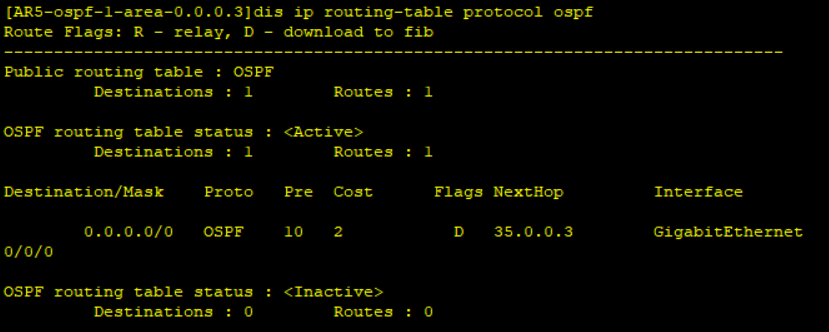 [AR5-ospf-1-area-0.0.0.3]dis ip routing-table protocol ospf
Route Flags: R - relay, D - download to fib
------------------------------------------------------------------------------
Public routing table : OSPF
         Destinations : 1        Routes : 1

OSPF routing table status : <Active>
         Destinations : 1        Routes : 1

Destination/Mask    Proto   Pre  Cost      Flags NextHop         Interface

        0.0.0.0/0   OSPF    10   2           D   35.0.0.3        GigabitEthernet
0/0/0

OSPF routing table status : <Inactive>
         Destinations : 0        Routes : 0